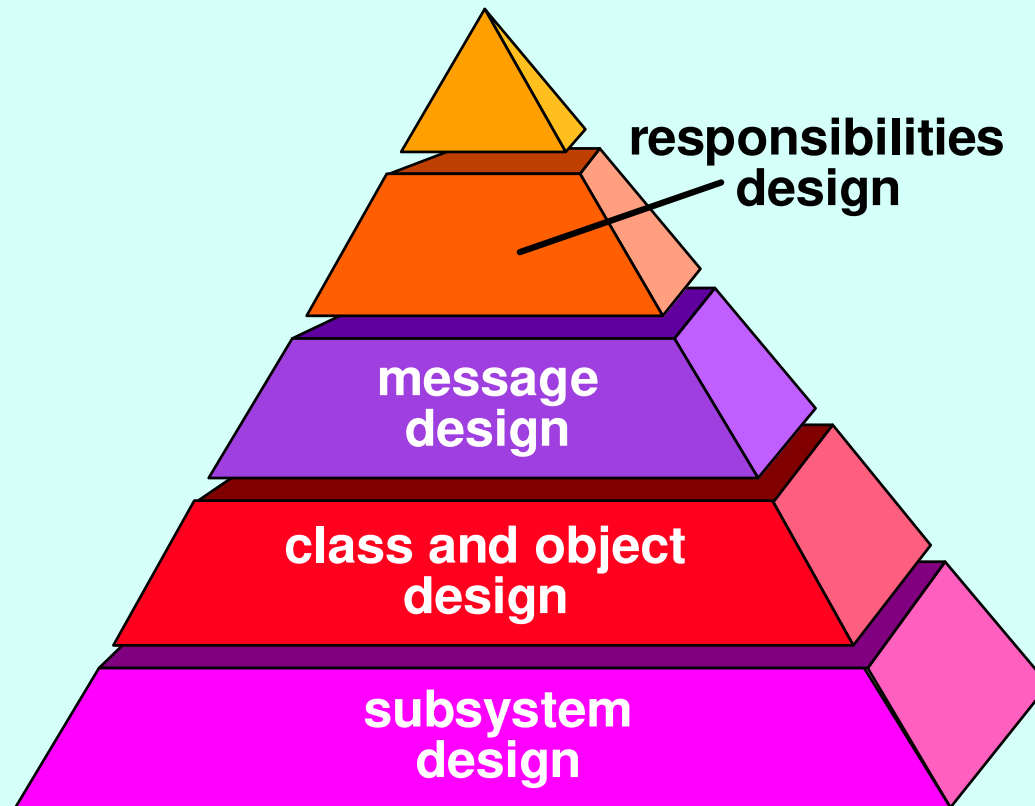 responsibilities
design
message
design
class and object
design
subsystem
design